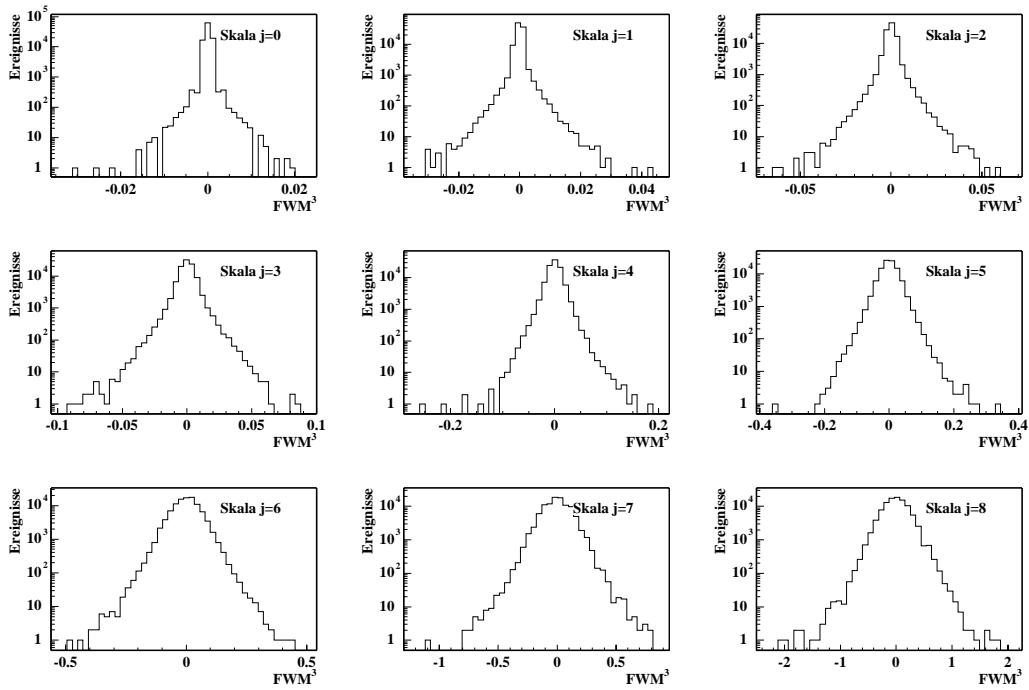 Ereignisse
Skala j=0
10^5
10^4
10^3
10^2
10
1
-0.02 0 0.02
FWM^3
Ereignisse
Skala j=1
10^4
10^3
10^2
10
1
-0.02 0 0.02 0.04
FWM^3
Ereignisse
Skala j=2
10^4
10^3
10^2
10
1
-0.05 0 0.05
FWM^3
Ereignisse
Skala j=3
10^4
10^3
10^2
10
1
-0.1 -0.05 0 0.05 0.1
FWM^3
Ereignisse
Skala j=4
10^4
10^3
10^2
10
1
-0.2 0 0.2
FWM^3
Ereignisse
Skala j=5
10^4
10^3
10^2
10
1
-0.4 -0.2 0 0.2 0.4
FWM^3
Ereignisse
Skala j=6
10^4
10^3
10^2
10
1
-0.5 0 0.5
FWM^3
Ereignisse
Skala j=7
10^4
10^3
10^2
10
1
-1 -0.5 0 0.5
FWM^3
Ereignisse
Skala j=8
10^4
10^3
10^2
10
1
-2 -1 0 1 2
FWM^3